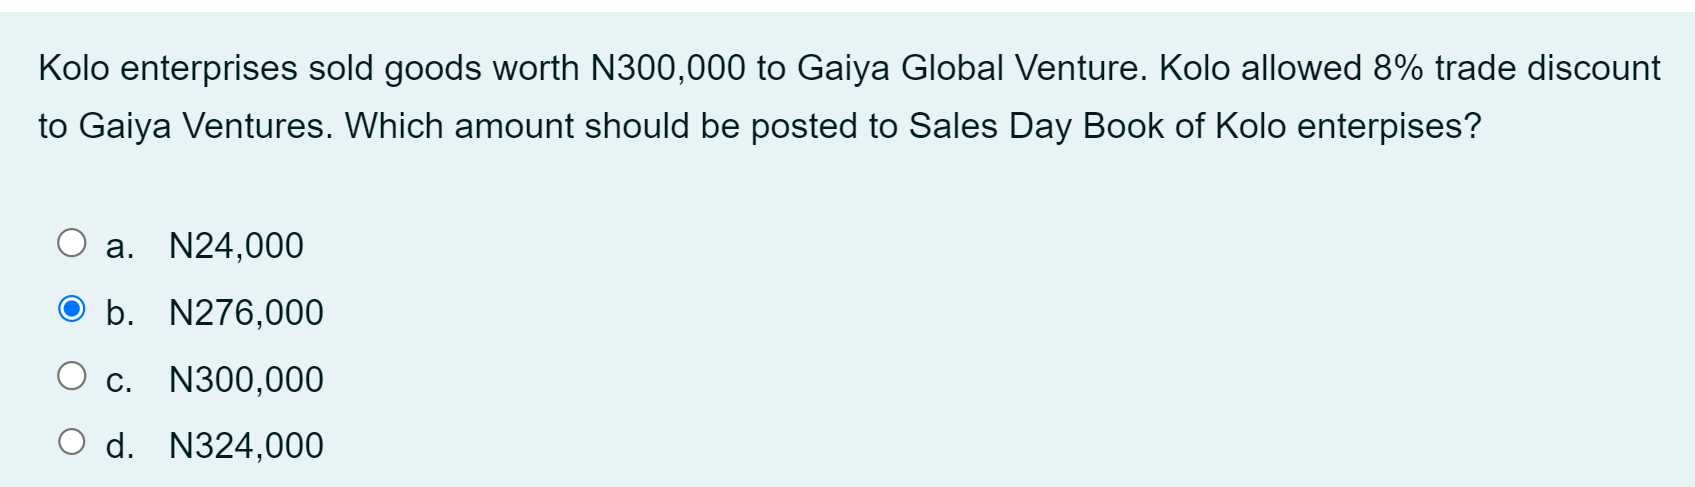 Kolo enterprises sold goods worth N300,000 to Gaiya Global Venture. Kolo allowed 8% trade discount
to Gaiya Ventures. Which amount should be posted to Sales Day Book of Kolo enterpises?
a. N24,000
b. N276,000
c. N300,000
d. N324,000